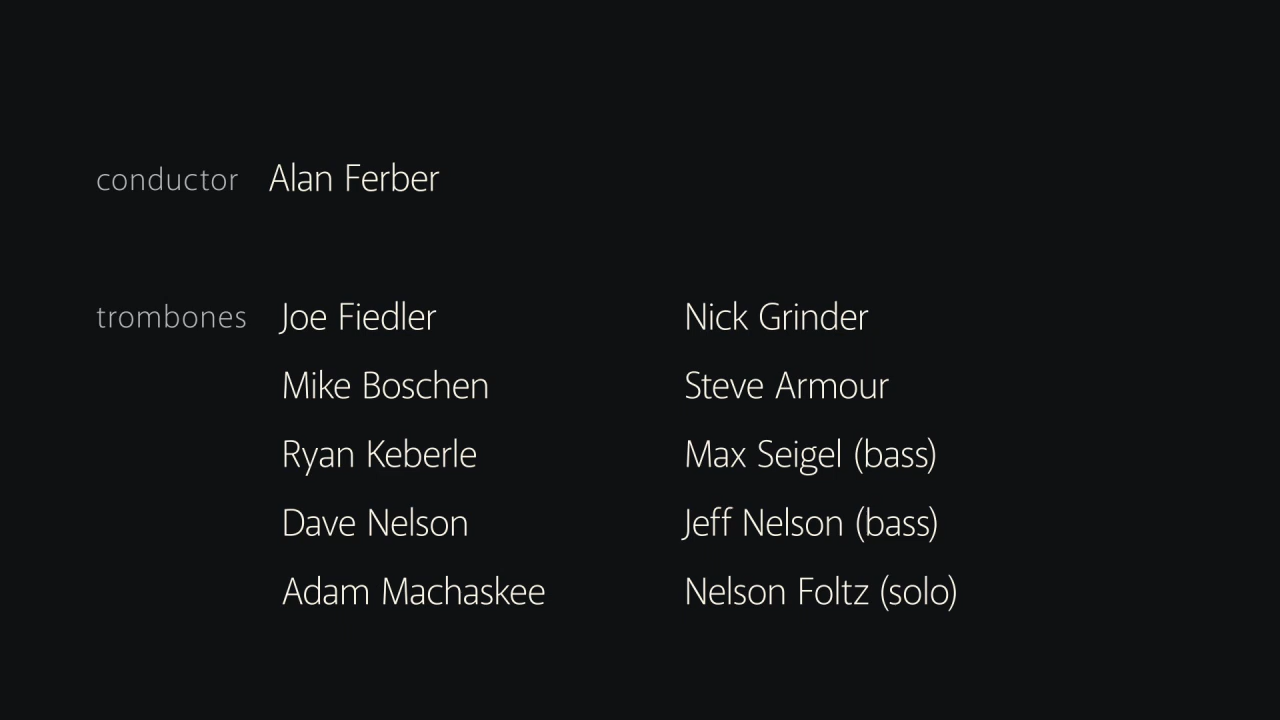 conductor Alan Ferber
trombones Joe Fiedler Nick Grinder
Mike Boschen Steve Armour
Ryan Keberle Max Seigel (bass)
Dave Nelson Jeff Nelson (bass)
Adam Machaskee Nelson Foltz (solo)